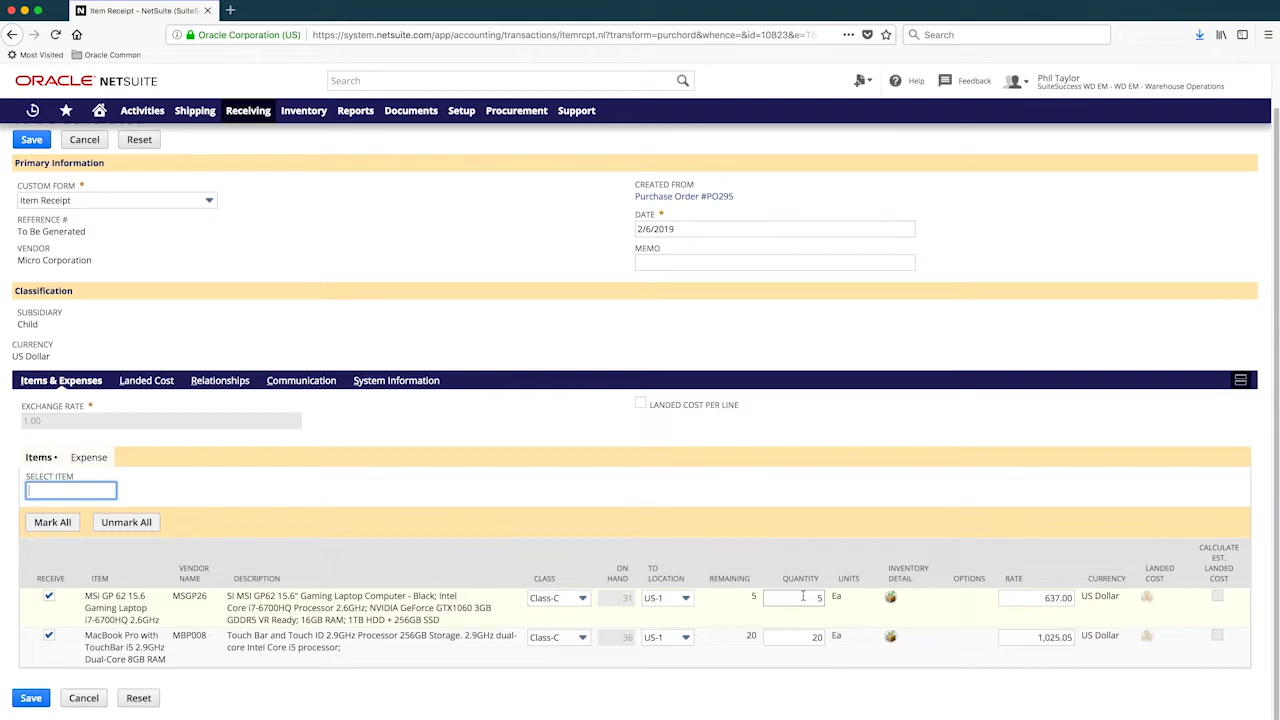 Item Receipt - NetSuite (SuiteS
Oracle Corporation (US)
https://system.netsuite.com/app/accounting/transactions/itemrcpt.nl?transform=purchord&whence=&id=10823&e=T&
Search
Most Visited
Oracle Common
ORACLE NETSUITE
Search
Help
Feedback
Phil Taylor
SuiteSuccess WD EM - WD EM - Warehouse Operations
Activities
Shipping
Receiving
Inventory
Reports
Documents
Setup
Procurement
Support
Save
Cancel
Reset
Primary Information
CUSTOM FORM *
Item Receipt
REFERENCE #
To Be Generated
VENDOR
Micro Corporation
CREATED FROM
Purchase Order #PO295
DATE *
2/6/2019
MEMO
Classification
SUBSIDIARY
Child
CURRENCY
US Dollar
Items & Expenses
Landed Cost
Relationships
Communication
System Information
EXCHANGE RATE *
1.00
LANDED COST PER LINE
Items •
Expense
SELECT ITEM
Mark All
Unmark All
RECEIVE
ITEM
VENDOR
NAME
DESCRIPTION
CLASS
ON
HAND
TO
LOCATION
REMAINING
QUANTITY
UNITS
INVENTORY
DETAIL
OPTIONS
RATE
CURRENCY
LANDED
COST
CALCULATE
EST.
LANDED
COST
MSi GP 62 15.6
Gaming Laptop
i7-6700HQ 2.6GHz
MSGP26
SI MSI GP62 15.6" Gaming Laptop Computer - Black; Intel
Core i7-6700HQ Processor 2.6GHz; NVIDIA GeForce GTX1060 3GB
GDDR5 VR Ready; 16GB RAM; 1TB HDD + 256GB SSD
Class-C
31
US-1
5
5
Ea
637.00
US Dollar
MacBook Pro with
TouchBar i5 2.9GHz
Dual-Core 8GB RAM
MBP008
Touch Bar and Touch ID 2.9GHz Processor 256GB Storage. 2.9GHz dual-
core Intel Core i5 processor;
Class-C
36
US-1
20
20
Ea
1,025.05
US Dollar
Save
Cancel
Reset